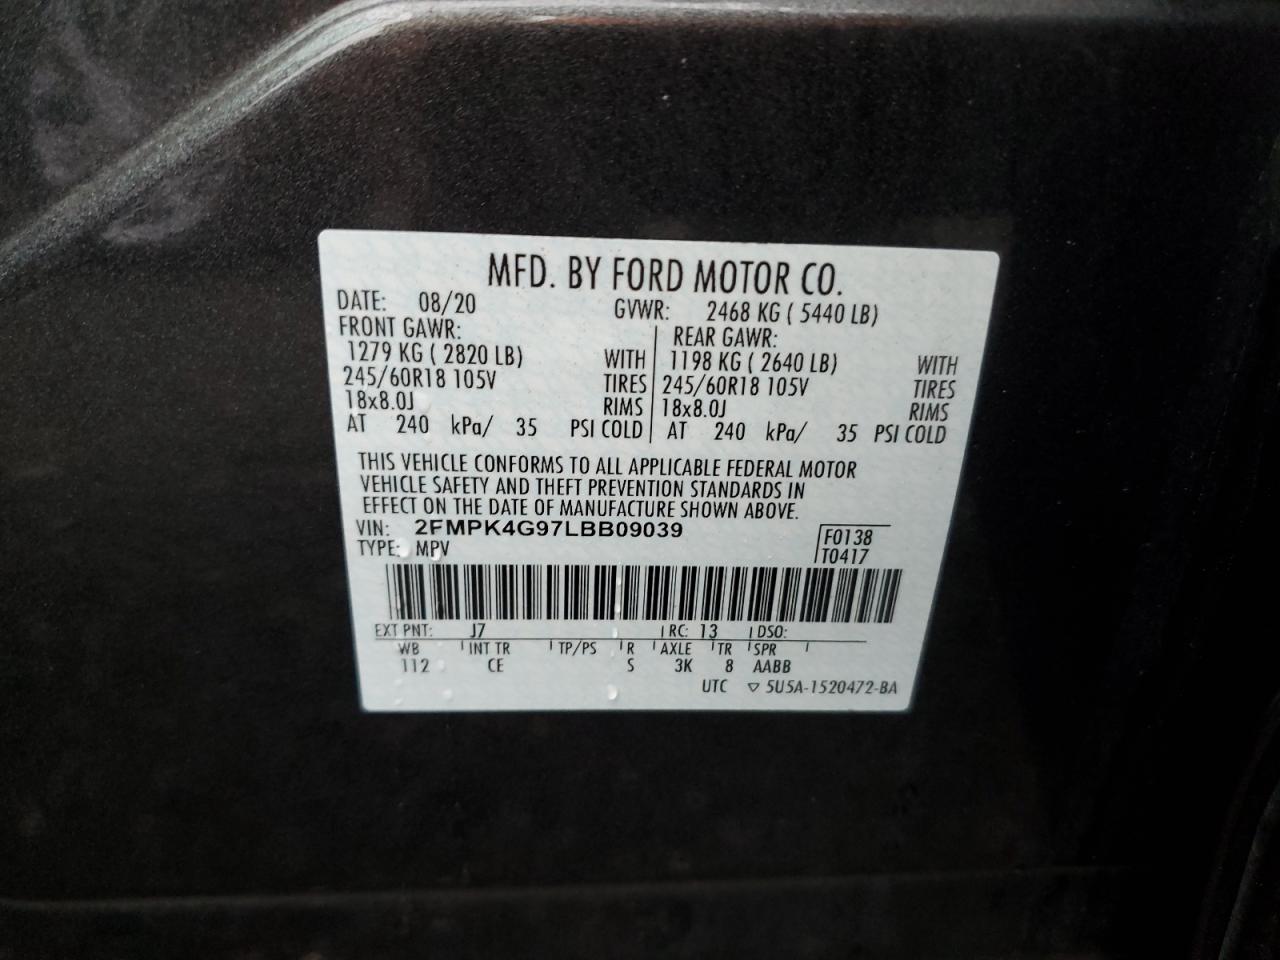 MFD. BY FORD MOTOR CO.
DATE: 08/20 GVWR: 2468 KG ( 5440 LB)
FRONT GAWR: REAR GAWR:
1279 KG ( 2820 LB) WITH 1198 KG ( 2640 LB) WITH
245/60R18 105V TIRES 245/60R18 105V TIRES
18x8.0J RIMS 18x8.0J RIMS
AT 240 kPa/ 35 PSI COLD AT 240 kPa/ 35 PSI COLD
THIS VEHICLE CONFORMS TO ALL APPLICABLE FEDERAL MOTOR
VEHICLE SAFETY AND THEFT PREVENTION STANDARDS IN
EFFECT ON THE DATE OF MANUFACTURE SHOWN ABOVE.
VIN: 2FMPK4G97LBB09039 F0138
TYPE: MPV T0417
EXT PNT: J7 RC: 13 DSO:
WB INT TR TP/PS R AXLE TR SPR
112 CE S 3K 8 AABB
UTC ▽ 5U5A-1520472-BA